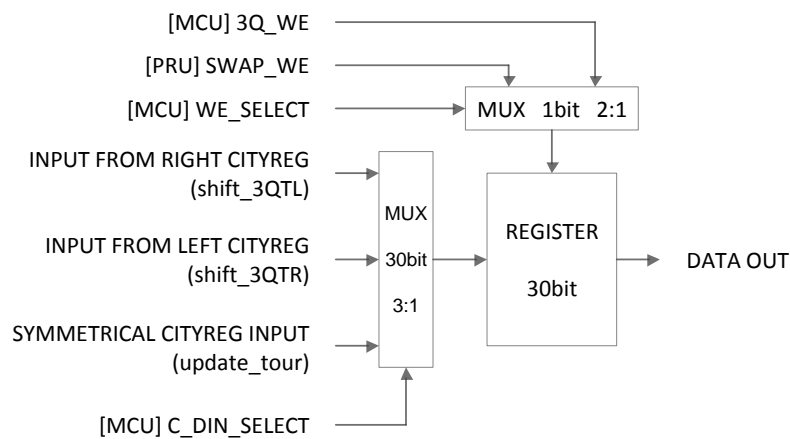 [MCU] 3Q_WE
[PRU] SWAP_WE
[MCU] WE_SELECT
MUX 1bit 2:1
INPUT FROM RIGHT CITYREG
(shift_3QTL)
MUX
30bit
3:1
INPUT FROM LEFT CITYREG
(shift_3QTR)
REGISTER
30bit
DATA OUT
SYMMETRICAL CITYREG INPUT
(update_tour)
[MCU] C_DIN_SELECT